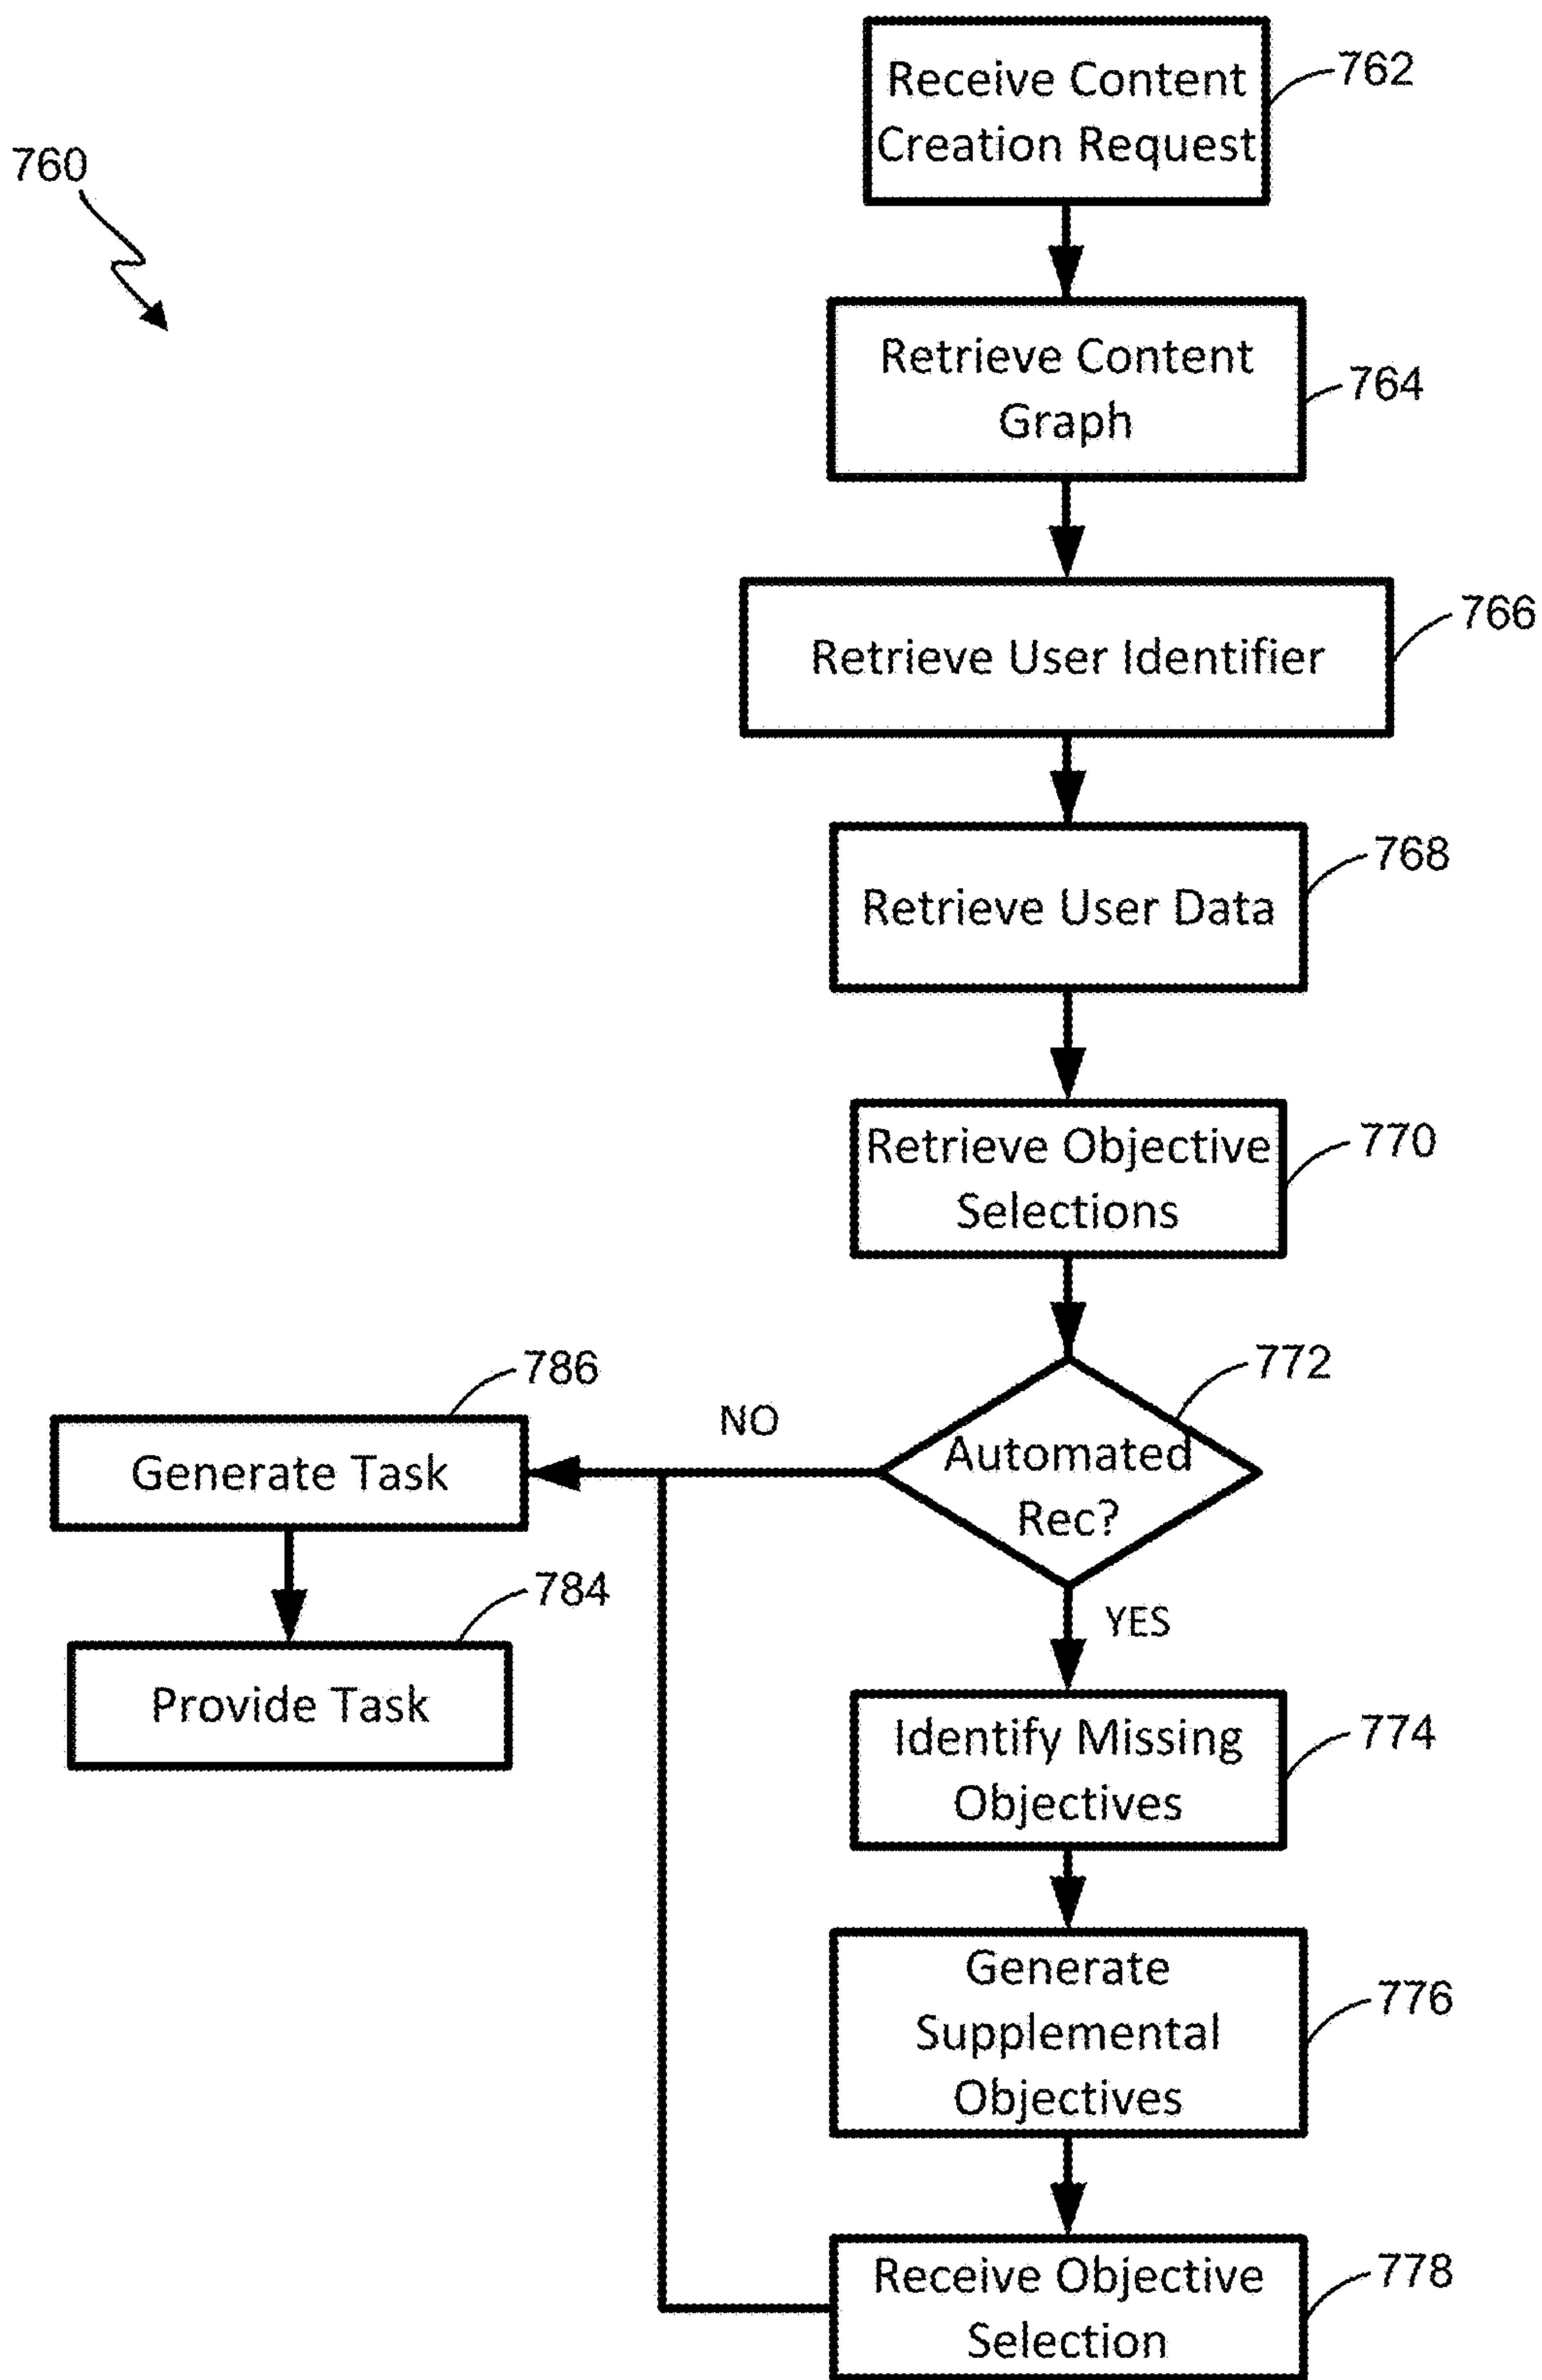 Receive Content
Creation Request
762
760
Retrieve Content
Graph
764
Retrieve User Identifier
766
Retrieve User Data
768
Retrieve Objective
Selections
770
Automated
Rec?
772
NO
YES
Generate Task
786
Provide Task
784
Identify Missing
Objectives
774
Generate
Supplemental
Objectives
776
Receive Objective
Selection
778